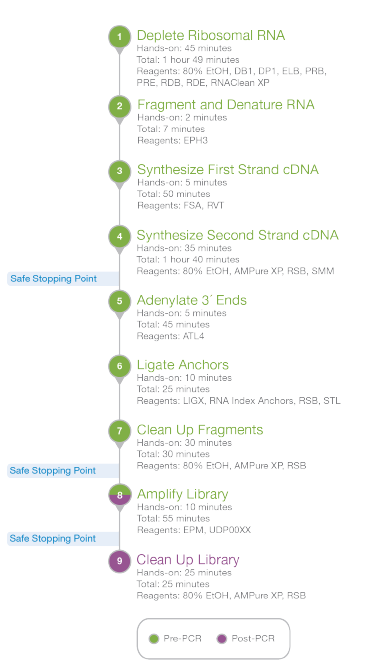 1 Deplete Ribosomal RNA
Hands-on: 45 minutes
Total: 1 hour 49 minutes
Reagents: 80% EtOH, DB1, DP1, ELB, PRB,
PRE, RDB, RDE, RNAClean XP
2 Fragment and Denature RNA
Hands-on: 2 minutes
Total: 7 minutes
Reagents: EPH3
3 Synthesize First Strand cDNA
Hands-on: 5 minutes
Total: 50 minutes
Reagents: FSA, RVT
4 Synthesize Second Strand cDNA
Hands-on: 35 minutes
Total: 1 hour 40 minutes
Reagents: 80% EtOH, AMPure XP, RSB, SMM
Safe Stopping Point
5 Adenylate 3´ Ends
Hands-on: 5 minutes
Total: 45 minutes
Reagents: ATL4
6 Ligate Anchors
Hands-on: 10 minutes
Total: 25 minutes
Reagents: LIGX, RNA Index Anchors, RSB, STL
7 Clean Up Fragments
Hands-on: 30 minutes
Total: 30 minutes
Reagents: 80% EtOH, AMPure XP, RSB
Safe Stopping Point
8 Amplify Library
Hands-on: 10 minutes
Total: 55 minutes
Reagents: EPM, UDP00XX
Safe Stopping Point
9 Clean Up Library
Hands-on: 25 minutes
Total: 25 minutes
Reagents: 80% EtOH, AMPure XP, RSB
Pre-PCR Post-PCR